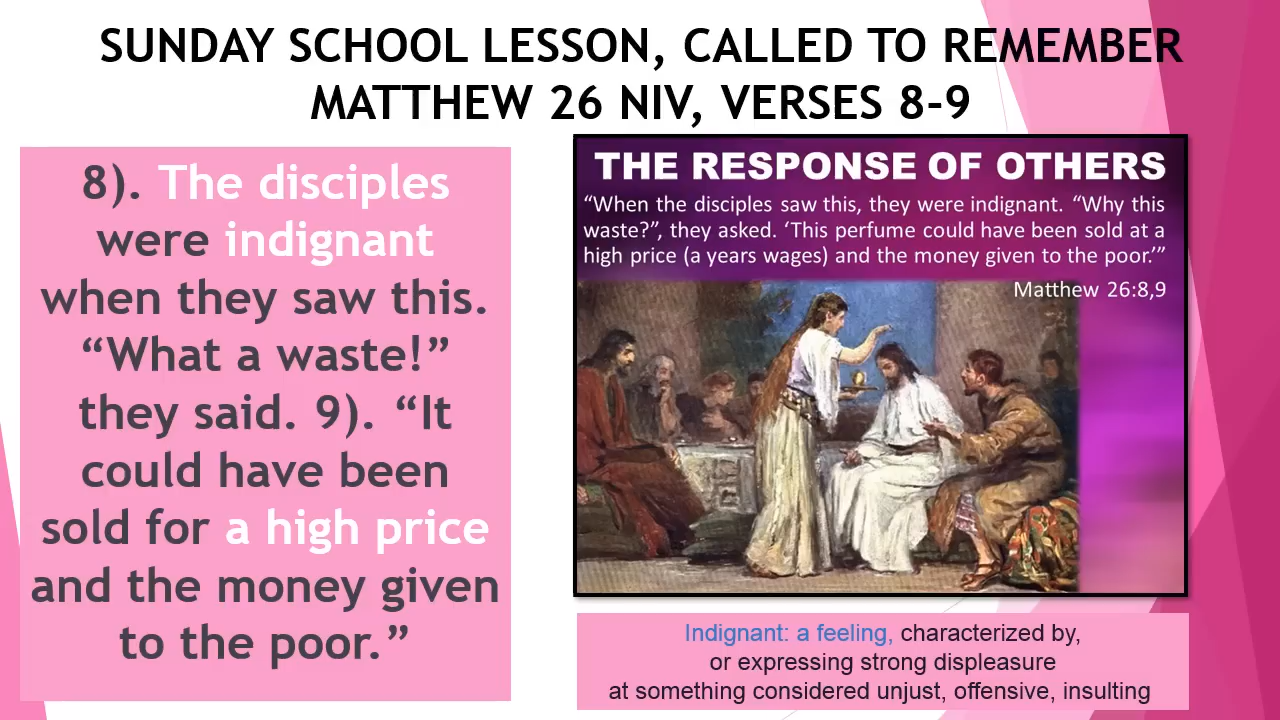 SUNDAY SCHOOL LESSON, CALLED TO REMEMBER
MATTHEW 26 NIV, VERSES 8-9
8). The disciples
were indignant
when they saw this.
“What a waste!”
they said. 9). “It
could have been
sold for a high price
and the money given
to the poor.”
THE RESPONSE OF OTHERS
“When the disciples saw this, they were indignant. “Why this
waste?”, they asked. ‘This perfume could have been sold at a
high price (a years wages) and the money given to the poor.’”
Matthew 26:8,9
Indignant: a feeling, characterized by,
or expressing strong displeasure
at something considered unjust, offensive, insulting